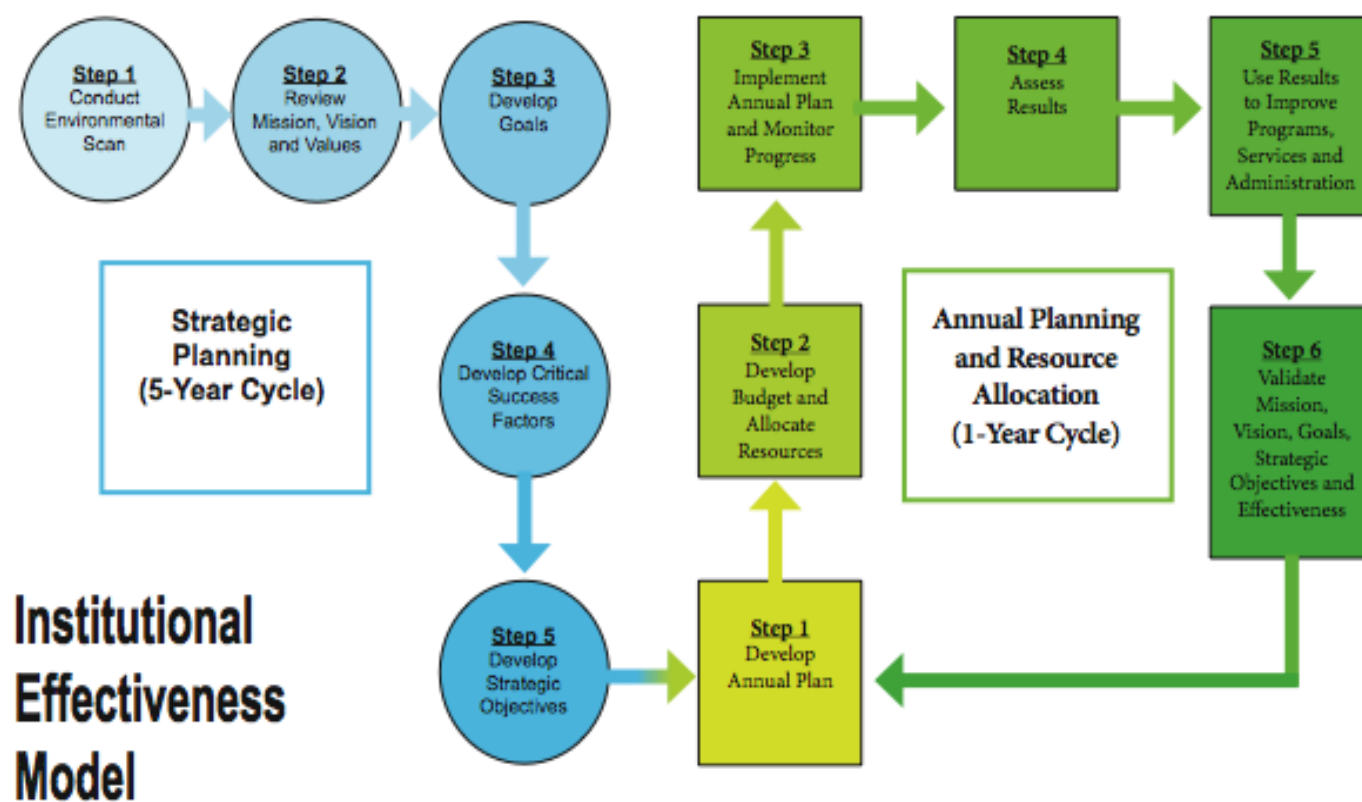 Step 1
Conduct
Environmental
Scan
Step 2
Review
Mission, Vision
and Values
Step 3
Develop
Goals
Strategic
Planning
(5-Year Cycle)
Step 4
Develop Critical
Success
Factors
Step 5
Develop
Strategic
Objectives
Step 1
Develop
Annual Plan
Step 2
Develop
Budget and
Allocate
Resources
Step 3
Implement
Annual Plan
and Monitor
Progress
Step 4
Assess
Results
Step 5
Use Results
to Improve
Programs,
Services and
Administration
Annual Planning
and Resource
Allocation
(1-Year Cycle)
Step 6
Validate
Mission,
Vision, Goals,
Strategic
Objectives and
Effectiveness
Institutional
Effectiveness
Model